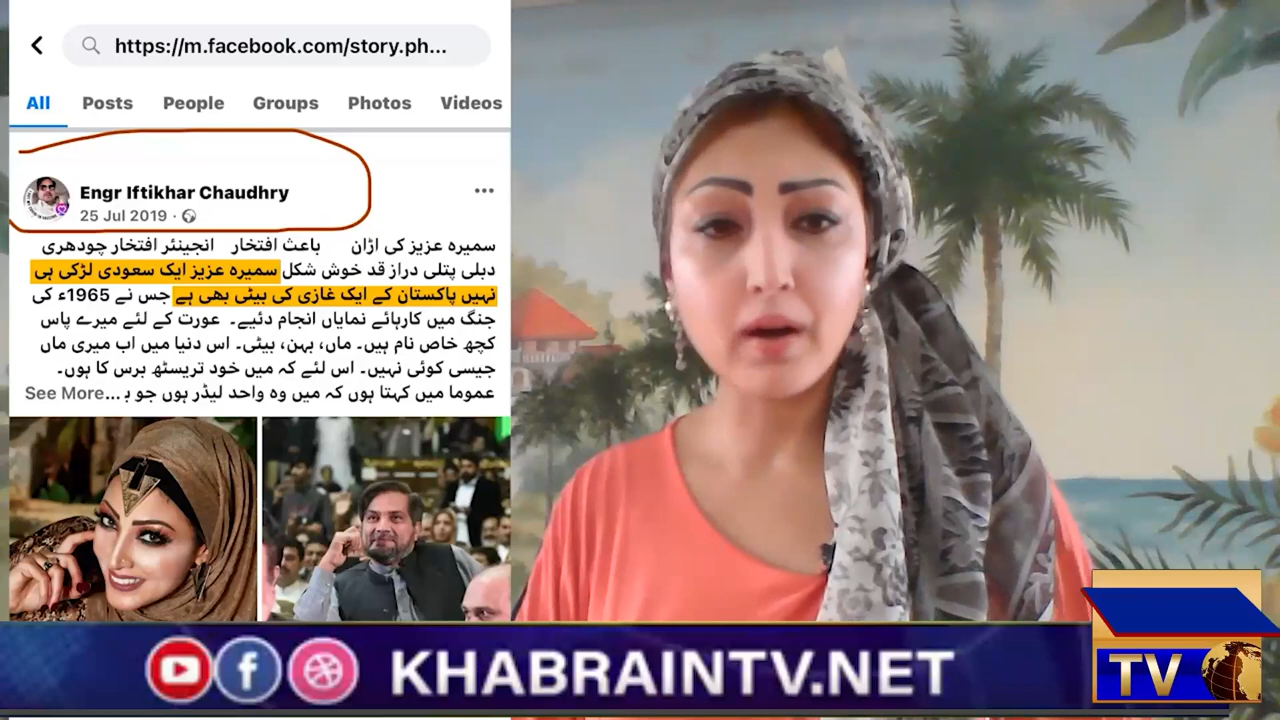 https://m.facebook.com/story.ph...
All Posts People Groups Photos Videos
Engr Iftikhar Chaudhry
25 Jul 2019
سمیرہ عزیز کی اڑان باعث افتخار انجینئر افتخار چودھری
دبلی پتلی دراز قد خوش شکل سمیرہ عزیز ایک سعودی لڑکی ہی
نہیں پاکستان کے ایک غازی کی بیٹی بھی ہے جس نے 1965ء کی
جنگ میں کارہائے نمایاں انجام دئیے۔ عورت کے لئے میرے پاس
کچھ خاص نام ہیں۔ ماں، بہن، بیٹی۔ اس دنیا میں اب میری ماں
جیسی کوئی نہیں۔ اس لئے کہ میں خود تریسٹھ برس کا ہوں۔
عموما میں کہتا ہوں کہ میں وہ واحد لیڈر ہوں جو ب... See More
KHABRAINTV.NET
TV